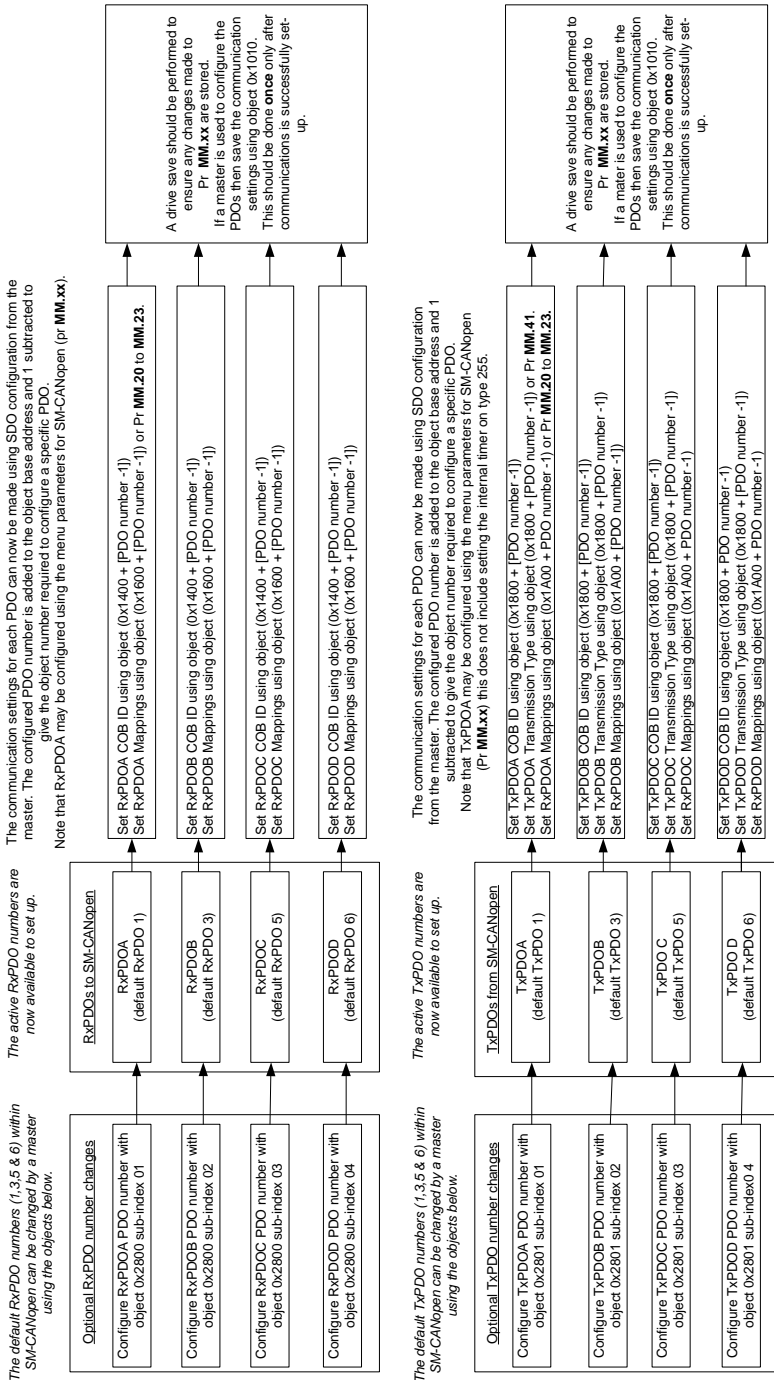 The default RxPDO numbers (1,3,5 & 6) within
SM-CANopen can be changed by a master
using the objects below.
Optional RxPDO number changes
Configure RxPDOA PDO number with
object 0x2800 sub-index 01
Configure RxPDOB PDO number with
object 0x2800 sub-index 02
Configure RxPDOC PDO number with
object 0x2800 sub-index 03
Configure RxPDOD PDO number with
object 0x2800 sub-index 04
The active RxPDO numbers are
now available to set up.
RxPDOs to SM-CANopen
RxPDOA
(default RxPDO 1)
RxPDOB
(default RxPDO 3)
RxPDOC
(default RxPDO 5)
RxPDOD
(default RxPDO 6)
The communication settings for each PDO can now be made using SDO configuration from the
master. The configured PDO number is added to the object base address and 1 subtracted to
give the object number required to configure a specific PDO.
Note that RxPDOA may be configured using the menu parameters for SM-CANopen (pr MM.xx).
Set RxPDOA COB ID using object (0x1400 + [PDO number -1])
Set RxPDOA Mappings using object (0x1600 + [PDO number -1]) or Pr MM.20 to MM.23.
Set RxPDOB COB ID using object (0x1400 + [PDO number -1])
Set RxPDOB Mappings using object (0x1600 + [PDO number -1])
Set RxPDOC COB ID using object (0x1400 + [PDO number -1])
Set RxPDOC Mappings using object (0x1600 + [PDO number -1])
Set RxPDOD COB ID using object (0x1400 + [PDO number -1])
Set RxPDOD Mappings using object (0x1600 + [PDO number -1])
A drive save should be performed to
ensure any changes made to
Pr MM.xx are stored.
If a master is used to configure the
PDOs then save the communication
settings using object 0x1010.
This should be done once only after
communications is successfully set-
up.
The default TxPDO numbers (1,3,5 & 6) within
SM-CANopen can be changed by a master
using the objects below.
Optional TxPDO number changes
Configure TxPDOA PDO number with
object 0x2801 sub-index 01
Configure TxPDOB PDO number with
object 0x2801 sub-index 02
Configure TxPDOC PDO number with
object 0x2801 sub-index 03
Configure TxPDOD PDO number with
object 0x2801 sub-index0 4
The active TxPDO numbers are
now available to set up.
TxPDOs from SM-CANopen
TxPDOA
(default TxPDO 1)
TxPDOB
(default TxPDO 3)
TxPDO C
(default TxPDO 5)
TxPDO D
(default TxPDO 6)
The communication settings for each PDO can now be made using SDO configuration
from the master. The configured PDO number is added to the object base address and 1
subtracted to give the object number required to configure a specific PDO.
Note that TxPDOA may be configured using the menu parameters for SM-CANopen
(Pr MM.xx) this does not include setting the internal timer on type 255.
Set TxPDOA COB ID using object (0x1800 + [PDO number -1])
Set TxPDOA Transmission Type using object (0x1800 + [PDO number -1]) or Pr MM.41.
Set RxPDOA Mappings using object (0x1A00 + PDO number -1) or Pr MM.20 to MM.23.
Set TxPDOB COB ID using object (0x1800 + [PDO number -1])
Set TxPDOB Transmission Type using object (0x1800 + [PDO number -1])
Set RxPDOB Mappings using object (0x1A00 + [PDO number -1])
Set TxPDOC COB ID using object (0x1800 + [PDO number -1])
Set TxPDOC Transmission Type using object (0x1800 + [PDO number -1])
Set RxPDOC Mappings using object (0x1A00 + PDO number -1)
Set TxPDOD COB ID using object (0x1800 + PDO number -1)
Set TxPDOD Transmission Type using object (0x1800 + [PDO number -1])
Set RxPDOD Mappings using object (0x1A00 + PDO number -1)
A drive save should be performed to
ensure any changes made to
Pr MM.xx are stored.
If a mater is used to configure the
PDOs then save the communication
settings using object 0x1010.
This should be done once only after
communications is successfully set-
up.